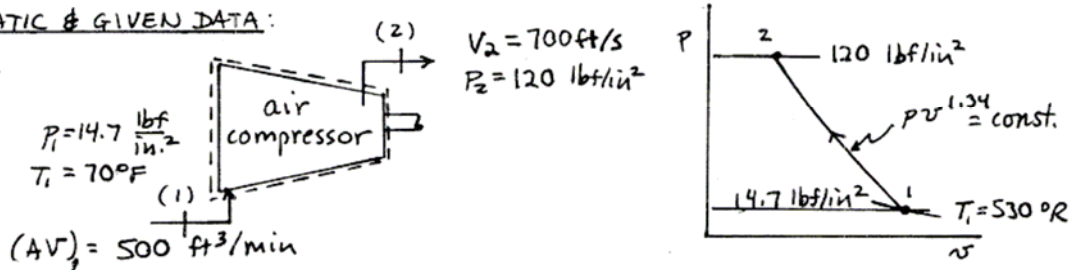 ATIC & GIVEN DATA:
(2)
V₂ = 700 ft/s
P₂ = 120 lbf/in²
air
compressor
P₁ = 14.7 lbf/in.²
T₁ = 70°F
(1)
(AV)₁ = 500 ft³/min
P
2
120 lbf/in²
pv^1.34 = const.
14.7 lbf/in²
1
T₁ = 530 °R
v